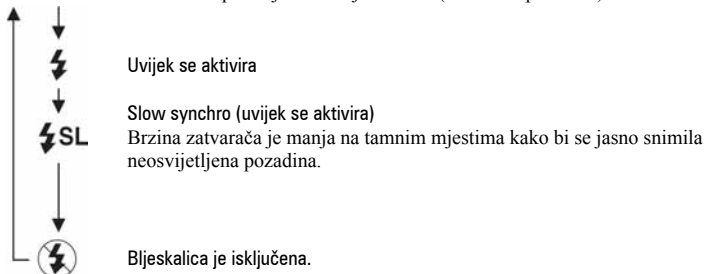 Uvijek se aktivira
Slow synchro (uvijek se aktivira)
SL
Brzina zatvarača je manja na tamnim mjestima kako bi se jasno snimila
neosvijetljena pozadina.
Bljeskalica je isključena.